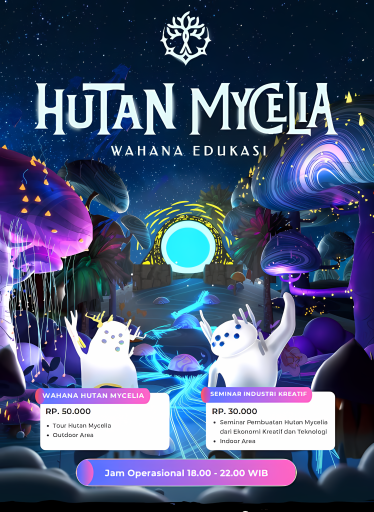 HUTAN MYCELIA
WAHANA EDUKASI
WAHANA HUTAN MYCELIA
RP. 50.000
• Tour Hutan Mycelia
• Outdoor Area
SEMINAR INDUSTRI KREATIF
RP. 30.000
• Seminar Pembuatan Hutan Mycelia
dari Ekonomi Kreatif dan Teknologi
• Indoor Area
Jam Operasional 18.00 - 22.00 WIB